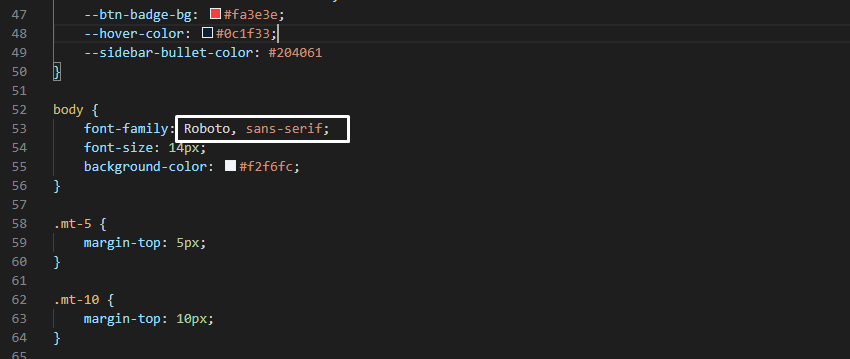 47 --btn-badge-bg: #fa3e3e;
48 --hover-color: #0c1f33;
49 --sidebar-bullet-color: #204061
50 }
51
52 body {
53 font-family: Roboto, sans-serif;
54 font-size: 14px;
55 background-color: #f2f6fc;
56 }
57
58 .mt-5 {
59 margin-top: 5px;
60 }
61
62 .mt-10 {
63 margin-top: 10px;
64 }
65